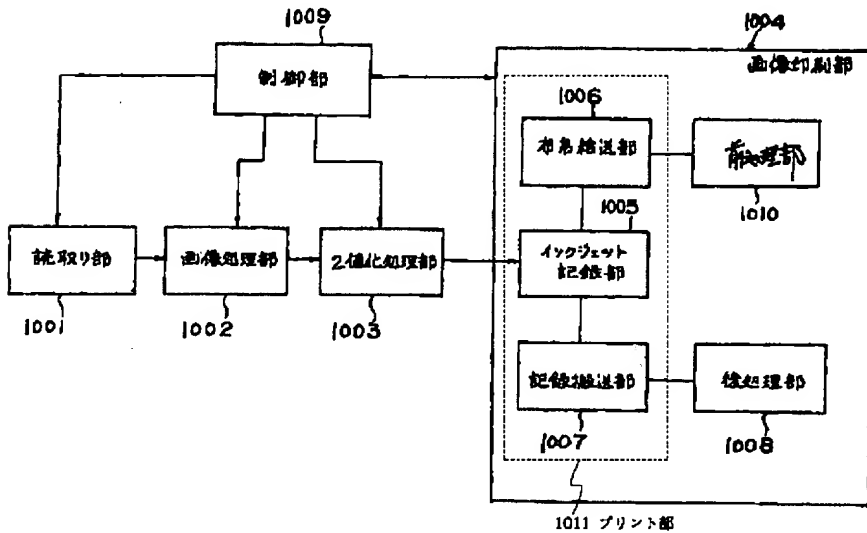 1009
制御部
1004
画像印刷部
1006
布急給送部
前処理部
1010
1005
インクジェット
記録部
読取り部
1001
画像処理部
1002
2値化処理部
1003
記録搬送部
1007
後処理部
1008
1011 プリント部